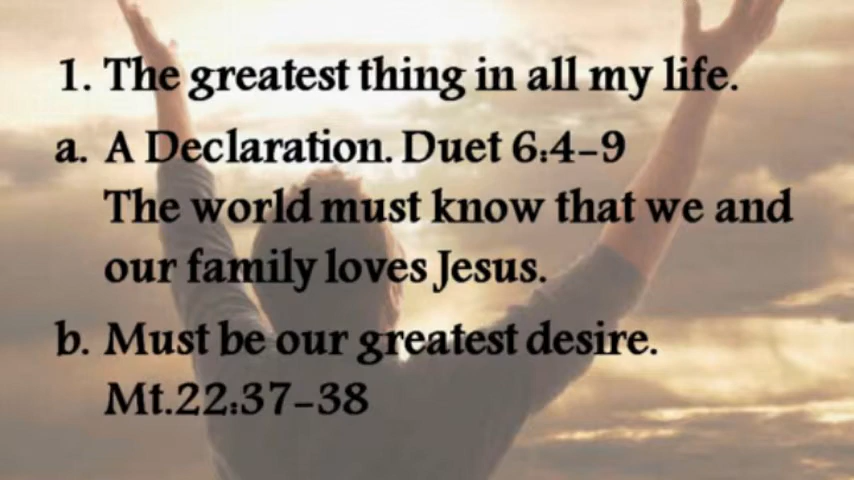 1. The greatest thing in all my life.
a. A Declaration. Duet 6:4-9
The world must know that we and
our family loves Jesus.
b. Must be our greatest desire.
Mt.22:37-38